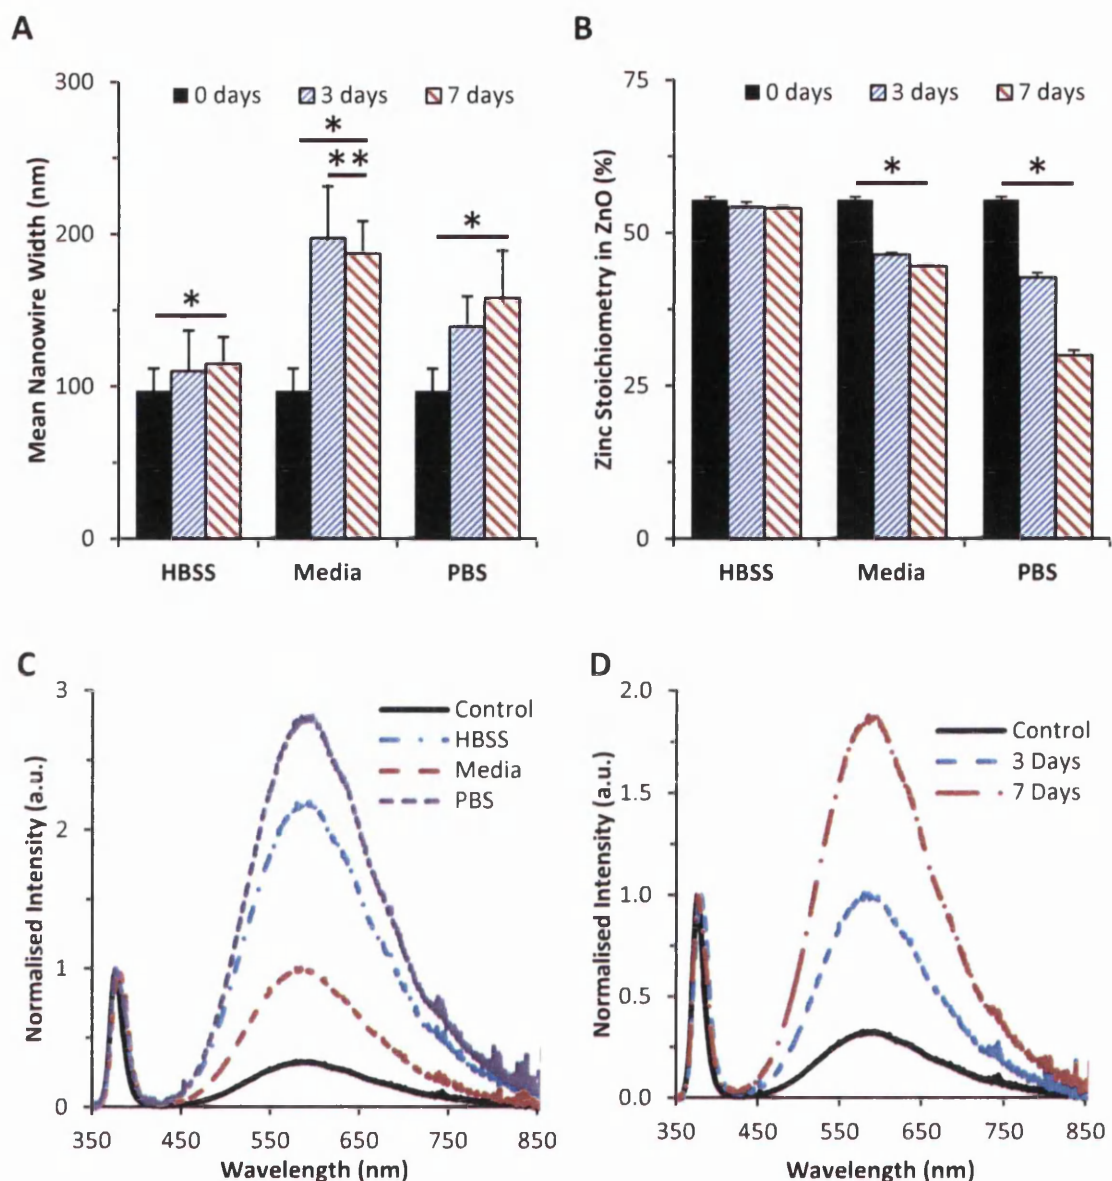 A
B
Mean Nanowire Width (nm)
300
200
100
0
0 days 3 days 7 days
*
*
**
*
HBSS Media PBS
Zinc Stoichiometry in ZnO (%)
75
50
25
0
0 days 3 days 7 days
*
*
HBSS Media PBS
C
D
Normalised Intensity (a.u.)
3
2
1
0
Control
HBSS
Media
PBS
350 450 550 650 750 850
Wavelength (nm)
Normalised Intensity (a.u.)
2.0
1.5
1.0
0.5
0.0
Control
3 Days
7 Days
350 450 550 650 750 850
Wavelength (nm)